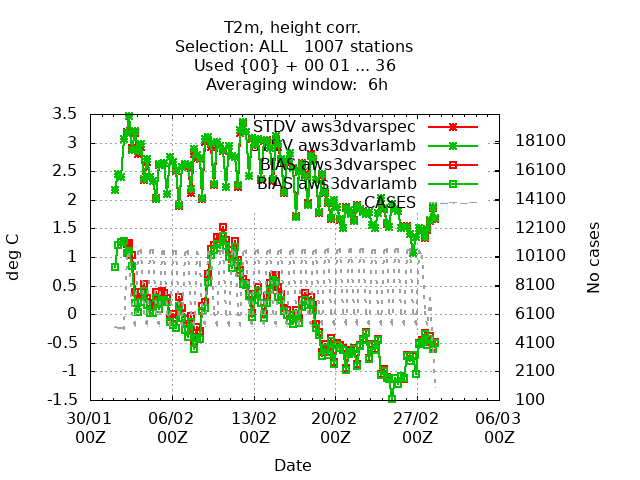 T2m, height corr.
Selection: ALL 1007 stations
Used {00} + 00 01 ... 36
Averaging window: 6h
STDV aws3dvarspec
STDV aws3dvarlamb
BIAS aws3dvarspec
BIAS aws3dvarlamb
CASES
deg C
3.5
3
2.5
2
1.5
1
0.5
0
-0.5
-1
-1.5
No cases
18100
16100
14100
12100
10100
8100
6100
4100
2100
100
30/01 06/02 13/02 20/02 27/02 06/03
00Z 00Z 00Z 00Z 00Z 00Z
Date